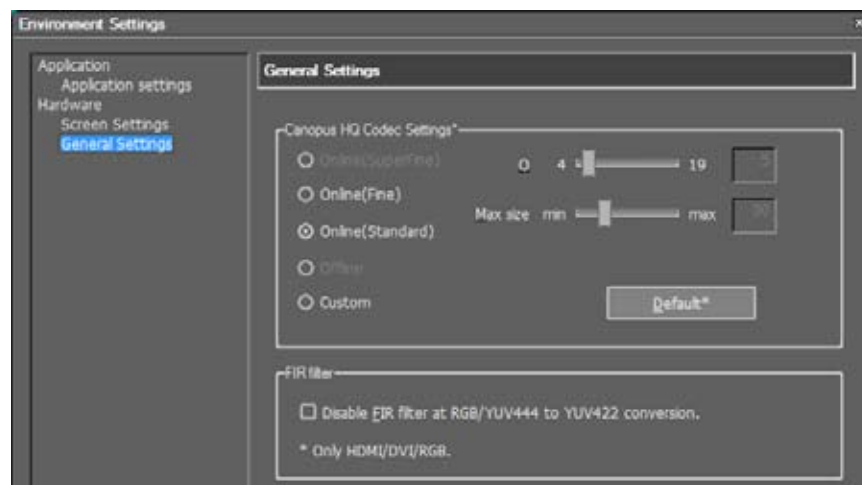 Environment Settings
Application
Application settings
Hardware
Screen Settings
General Settings
General Settings
Canopus HQ Codec Settings*
Online(SuperFine)
Q 4 19 5
Online(Fine)
Max size min max 30
Online(Standard)
Offline
Custom
Default*
FIR filter
Disable FIR filter at RGB/YUV444 to YUV422 conversion.
* Only HDMI/DVI/RGB.